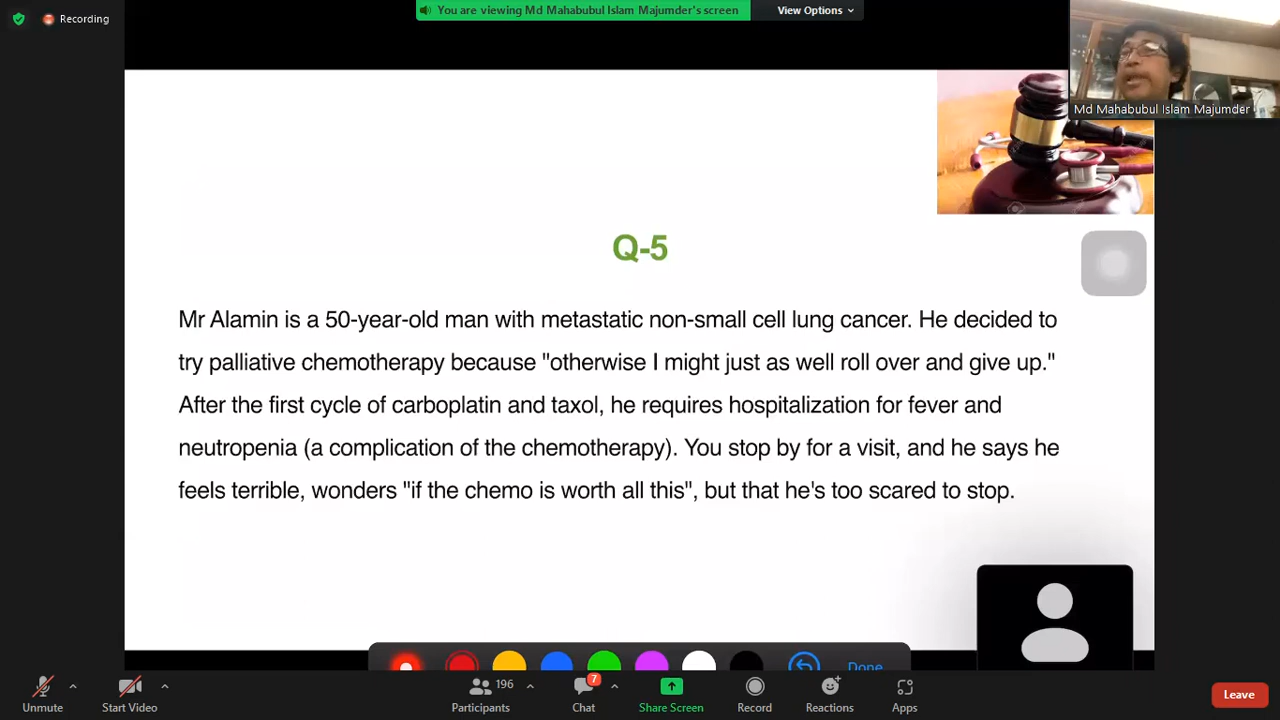 Recording
You are viewing Md Mahabubul Islam Majumder's screen
View Options
Md Mahabubul Islam Majumder
Q-5
Mr Alamin is a 50-year-old man with metastatic non-small cell lung cancer. He decided to
try palliative chemotherapy because "otherwise I might just as well roll over and give up."
After the first cycle of carboplatin and taxol, he requires hospitalization for fever and
neutropenia (a complication of the chemotherapy). You stop by for a visit, and he says he
feels terrible, wonders "if the chemo is worth all this", but that he's too scared to stop.
Done
196
7
Unmute
Start Video
Participants
Chat
Share Screen
Record
Reactions
Apps
Leave